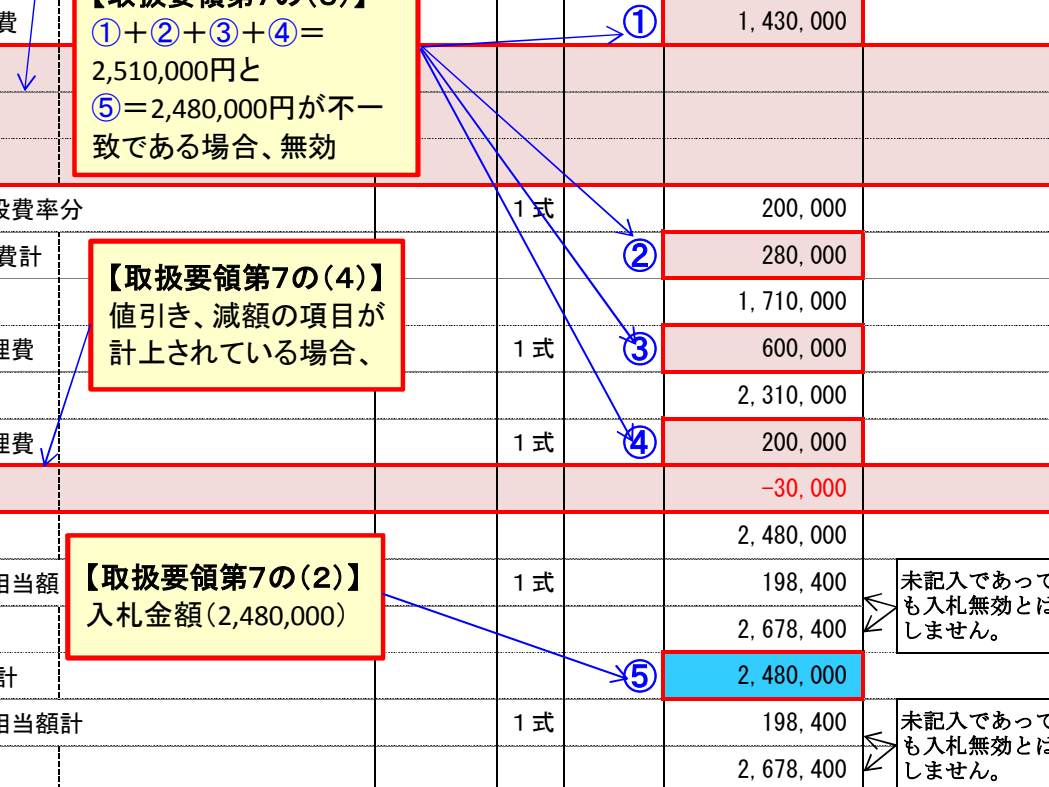 【取扱要領第7の(3)】
①+②+③+④=
2,510,000円と
⑤=2,480,000円が不一
致である場合、無効
費
① 1,430,000
設費率分 1式 200,000
費計 ② 280,000
1,710,000
【取扱要領第7の(4)】
値引き、減額の項目が
計上されている場合、
理費 1式 ③ 600,000
2,310,000
理費 1式 ④ 200,000
-30,000
2,480,000
【取扱要領第7の(2)】
入札金額(2,480,000)
相当額 1式 198,400
2,678,400
未記入であって
も入札無効とは
しません。
計 ⑤ 2,480,000
相当額計 1式 198,400
2,678,400
未記入であって
も入札無効とは
しません。